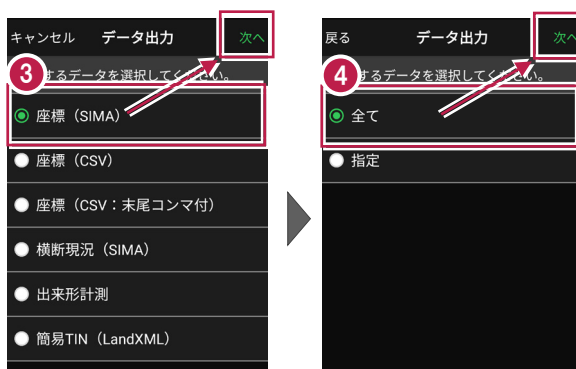 キャンセル データ出力 次へ
3 するデータを選択してください。
座標（SIMA）
座標（CSV）
座標（CSV：末尾コンマ付）
横断現況（SIMA）
出来形計測
簡易TIN（LandXML）
戻る データ出力 次へ
4 するデータを選択してください。
全て
指定